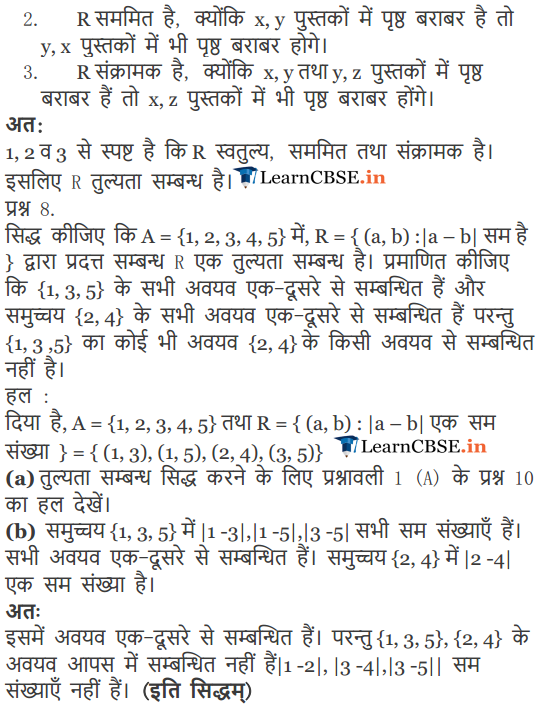 2. R सममित है, क्योंकि x, y पुस्तकों में पृष्ठ बराबर है तो
y, x पुस्तकों में भी पृष्ठ बराबर होगे।
3. R संक्रामक है, क्योंकि x, y तथा y, z पुस्तकों में पृष्ठ
बराबर हैं तो x, z पुस्तकों में भी पृष्ठ बराबर होंगे।
अत:
1, 2 व 3 से स्पष्ट है कि R स्वतुल्य, सममित तथा संक्रामक है।
इसलिए R तुल्यता सम्बन्ध है। LearnCBSE.in
प्रश्न 8.
सिद्ध कीजिए कि A = {1, 2, 3, 4, 5} में, R = { (a, b) :|a – b| सम है
} द्वारा प्रदत्त सम्बन्ध R एक तुल्यता सम्बन्ध है। प्रमाणित कीजिए
कि {1, 3, 5} के सभी अवयव एक-दूसरे से सम्बन्धित हैं और
समुच्चय {2, 4} के सभी अवयव एक-दूसरे से सम्बन्धित हैं परन्तु
{1, 3 ,5} का कोई भी अवयव {2, 4} के किसी अवयव से सम्बन्धित
नहीं है।
हल :
दिया है, A = {1, 2, 3, 4, 5} तथा R = { (a, b) : |a – b| एक सम
संख्या } = { (1, 3), (1, 5), (2, 4), (3, 5)} LearnCBSE.in
(a) तुल्यता सम्बन्ध सिद्ध करने के लिए प्रश्नावली 1 (A) के प्रश्न 10
का हल देखें।
(b) समुच्चय {1, 3, 5} में |1 -3|,|1 -5|,|3 -5| सभी सम संख्याएँ हैं।
सभी अवयव एक-दूसरे से सम्बन्धित हैं। समुच्चय {2, 4} में |2 -4|
एक सम संख्या है।
अतः
इसमें अवयव एक-दूसरे से सम्बन्धित हैं। परन्तु {1, 3, 5}, {2, 4} के
अवयव आपस में सम्बन्धित नहीं हैं|1 -2|, |3 -4|,|3 -5|| सम
संख्याएँ नहीं हैं। (इति सिद्धम्)